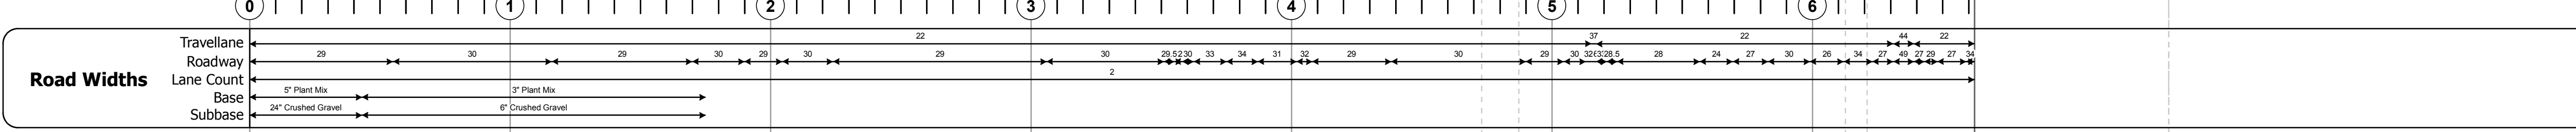 0 1 2 3 4 5 6
Road Widths
Travellane 22 37 22 44 22
Roadway 29 30 29 30 29 30 29 30 29.5 30 33 34 31 32 29 30 29 30 28.5 28 24 27 30 26 34 27 49 27 29 27 34
Lane Count 2
Base 5" Plant Mix 3" Plant Mix
Subbase 24" Crushed Gravel 6" Crushed Gravel